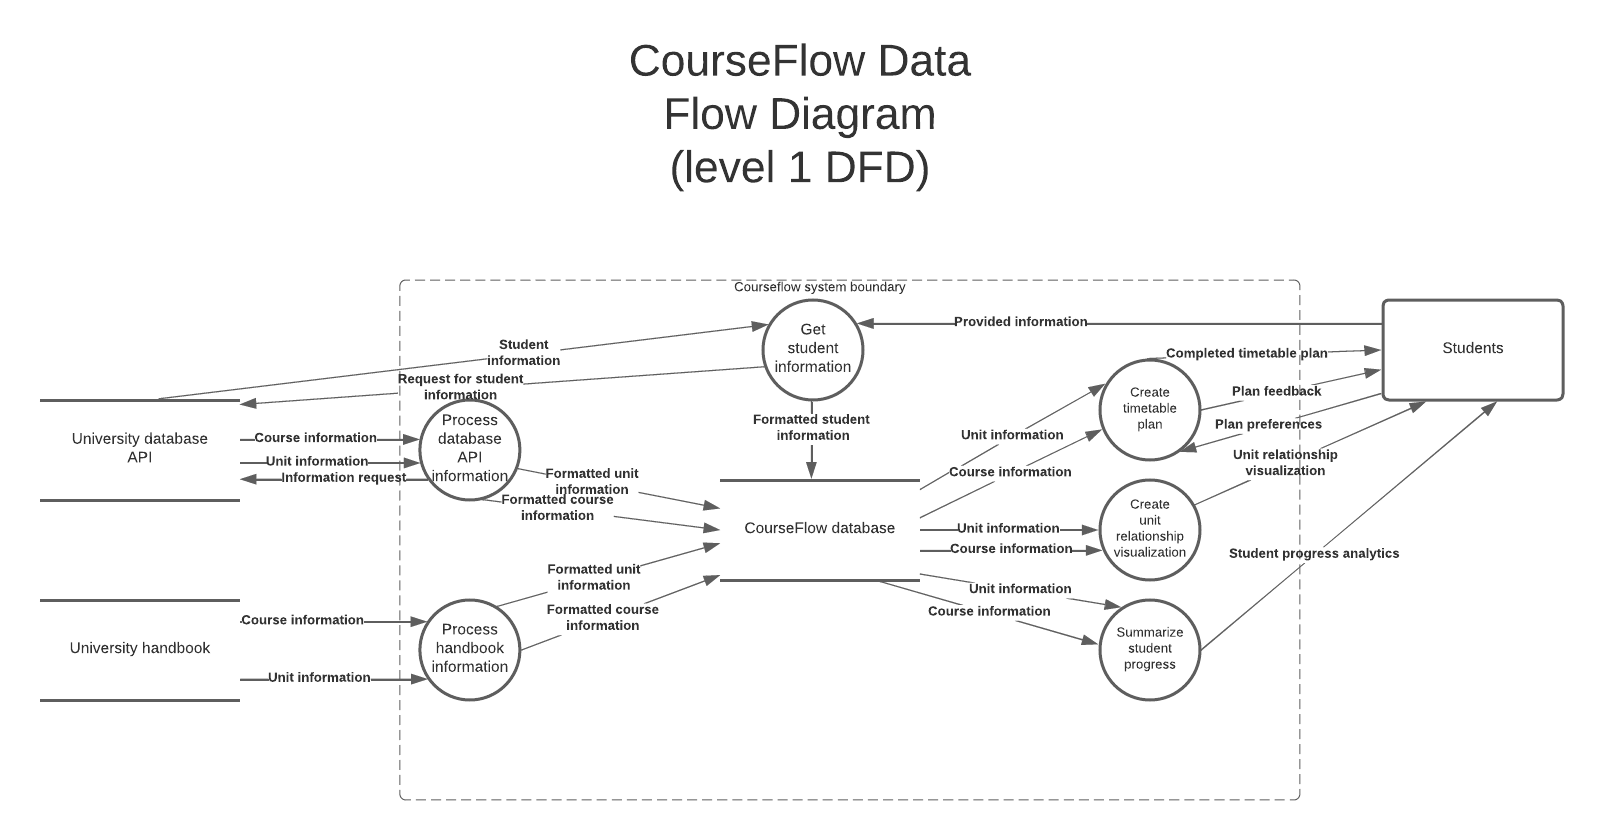 CourseFlow Data
Flow Diagram
(level 1 DFD)
Courseflow system boundary
Get
student
information
Provided information
Students
Student
information
Request for student
information
Completed timetable plan
Plan feedback
Plan preferences
Create
timetable
plan
University database
API
Course information
Unit information
Information request
Process
database
API
information
Formatted student
information
Unit information
Course information
Unit relationship
visualization
Formatted unit
information
Formatted course
information
CourseFlow database
Unit information
Course information
Create
unit
relationship
visualization
Student progress analytics
Formatted unit
information
Formatted course
information
Unit information
Course information
University handbook
Course information
Unit information
Process
handbook
information
Summarize
student
progress